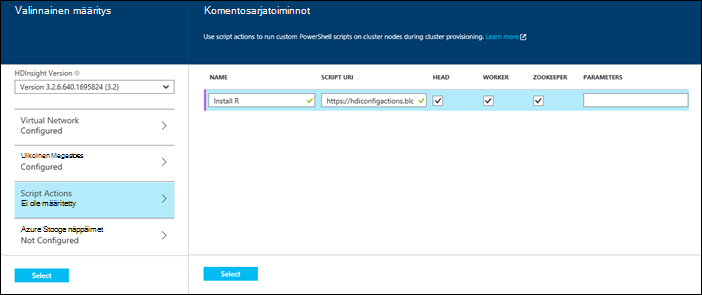 Valinnainen määritys
Komentosarjatoiminnot
Use script actions to run custom PowerShell scripts on cluster nodes during cluster provisioning. Learn more
HDInsight Version
Version 3.2.6.640.1695824 (3.2)
Virtual Network
Configured
Ulkoinen Megastores
Configured
Script Actions
Ei ole määritetty
Azure Stooge näppäimet
Not Configured
Select
NAME SCRIPT URI HEAD WORKER ZOOKEEPER PARAMETERS
Install R https://hdiconfigactions.blc
Select